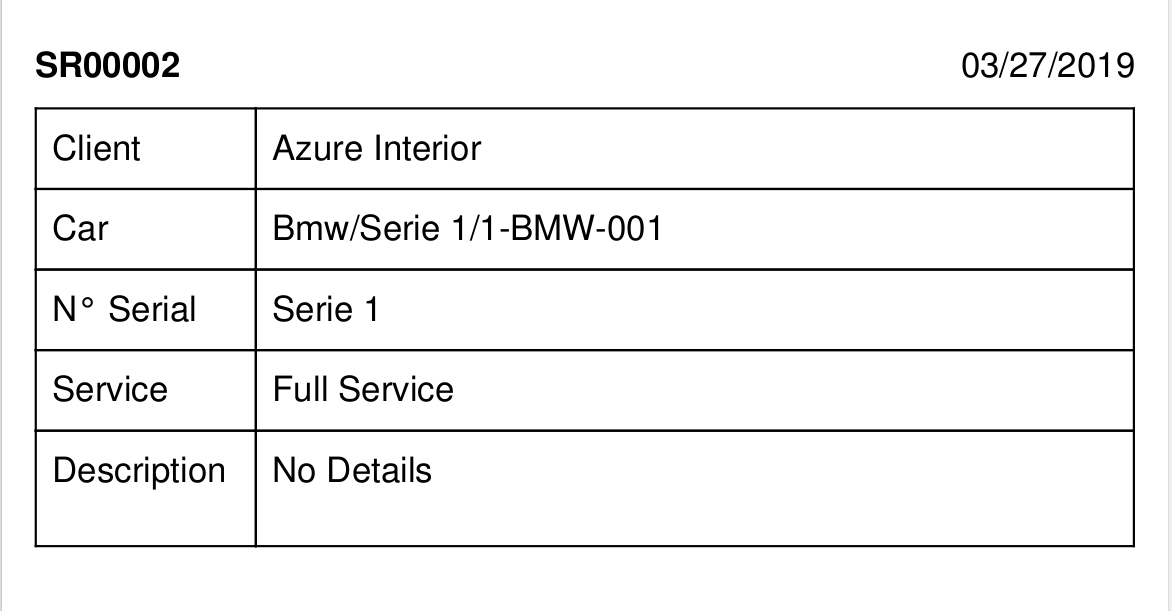 SR00002 03/27/2019
Client Azure Interior
Car Bmw/Serie 1/1-BMW-001
N° Serial Serie 1
Service Full Service
Description No Details